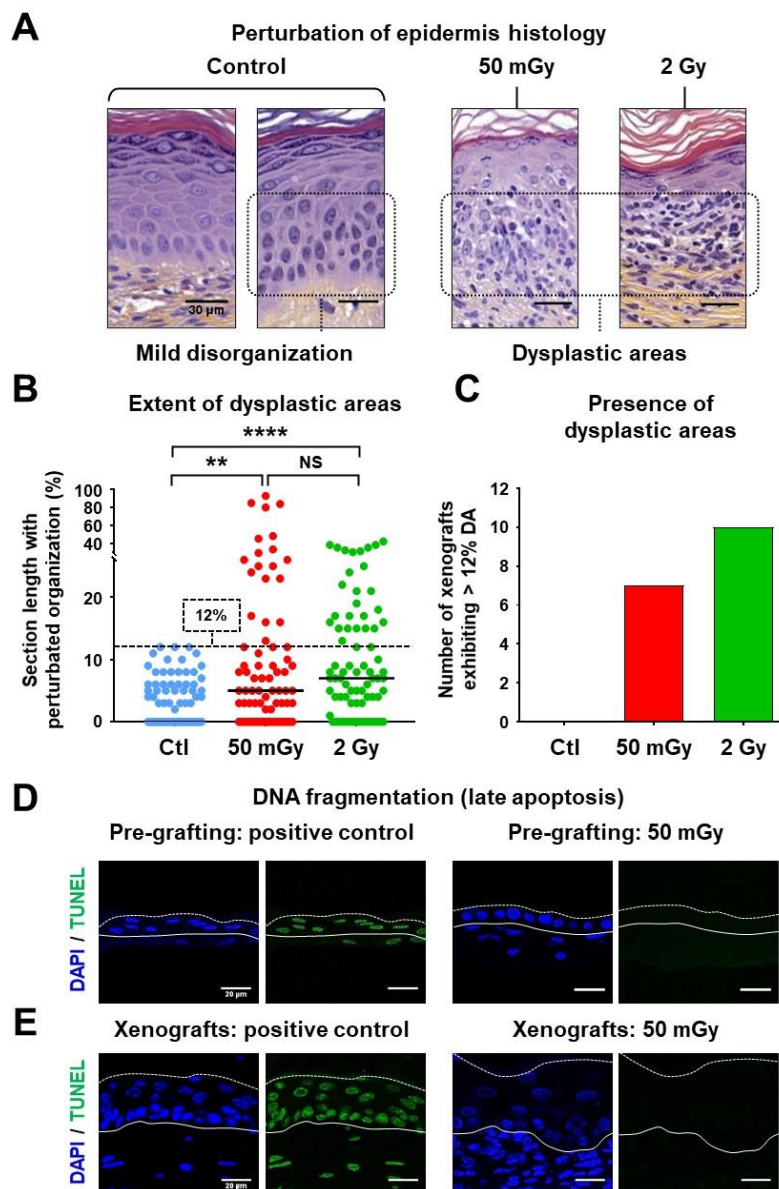 A
Perturbation of epidermis histology
Control
50 mGy
2 Gy
30 µm
Mild disorganization
Dysplastic areas
B
Extent of dysplastic areas
****
**
NS
Section length with
perturbated organization (%)
100
80
60
40
20
10
0
12%
Ctl
50 mGy
2 Gy
C
Presence of
dysplastic areas
Number of xenografts
exhibiting > 12% DA
12
10
8
6
4
2
0
Ctl
50 mGy
2 Gy
D
DNA fragmentation (late apoptosis)
Pre-grafting: positive control
Pre-grafting: 50 mGy
DAPI / TUNEL
20 µm
E
Xenografts: positive control
Xenografts: 50 mGy
DAPI / TUNEL
20 µm